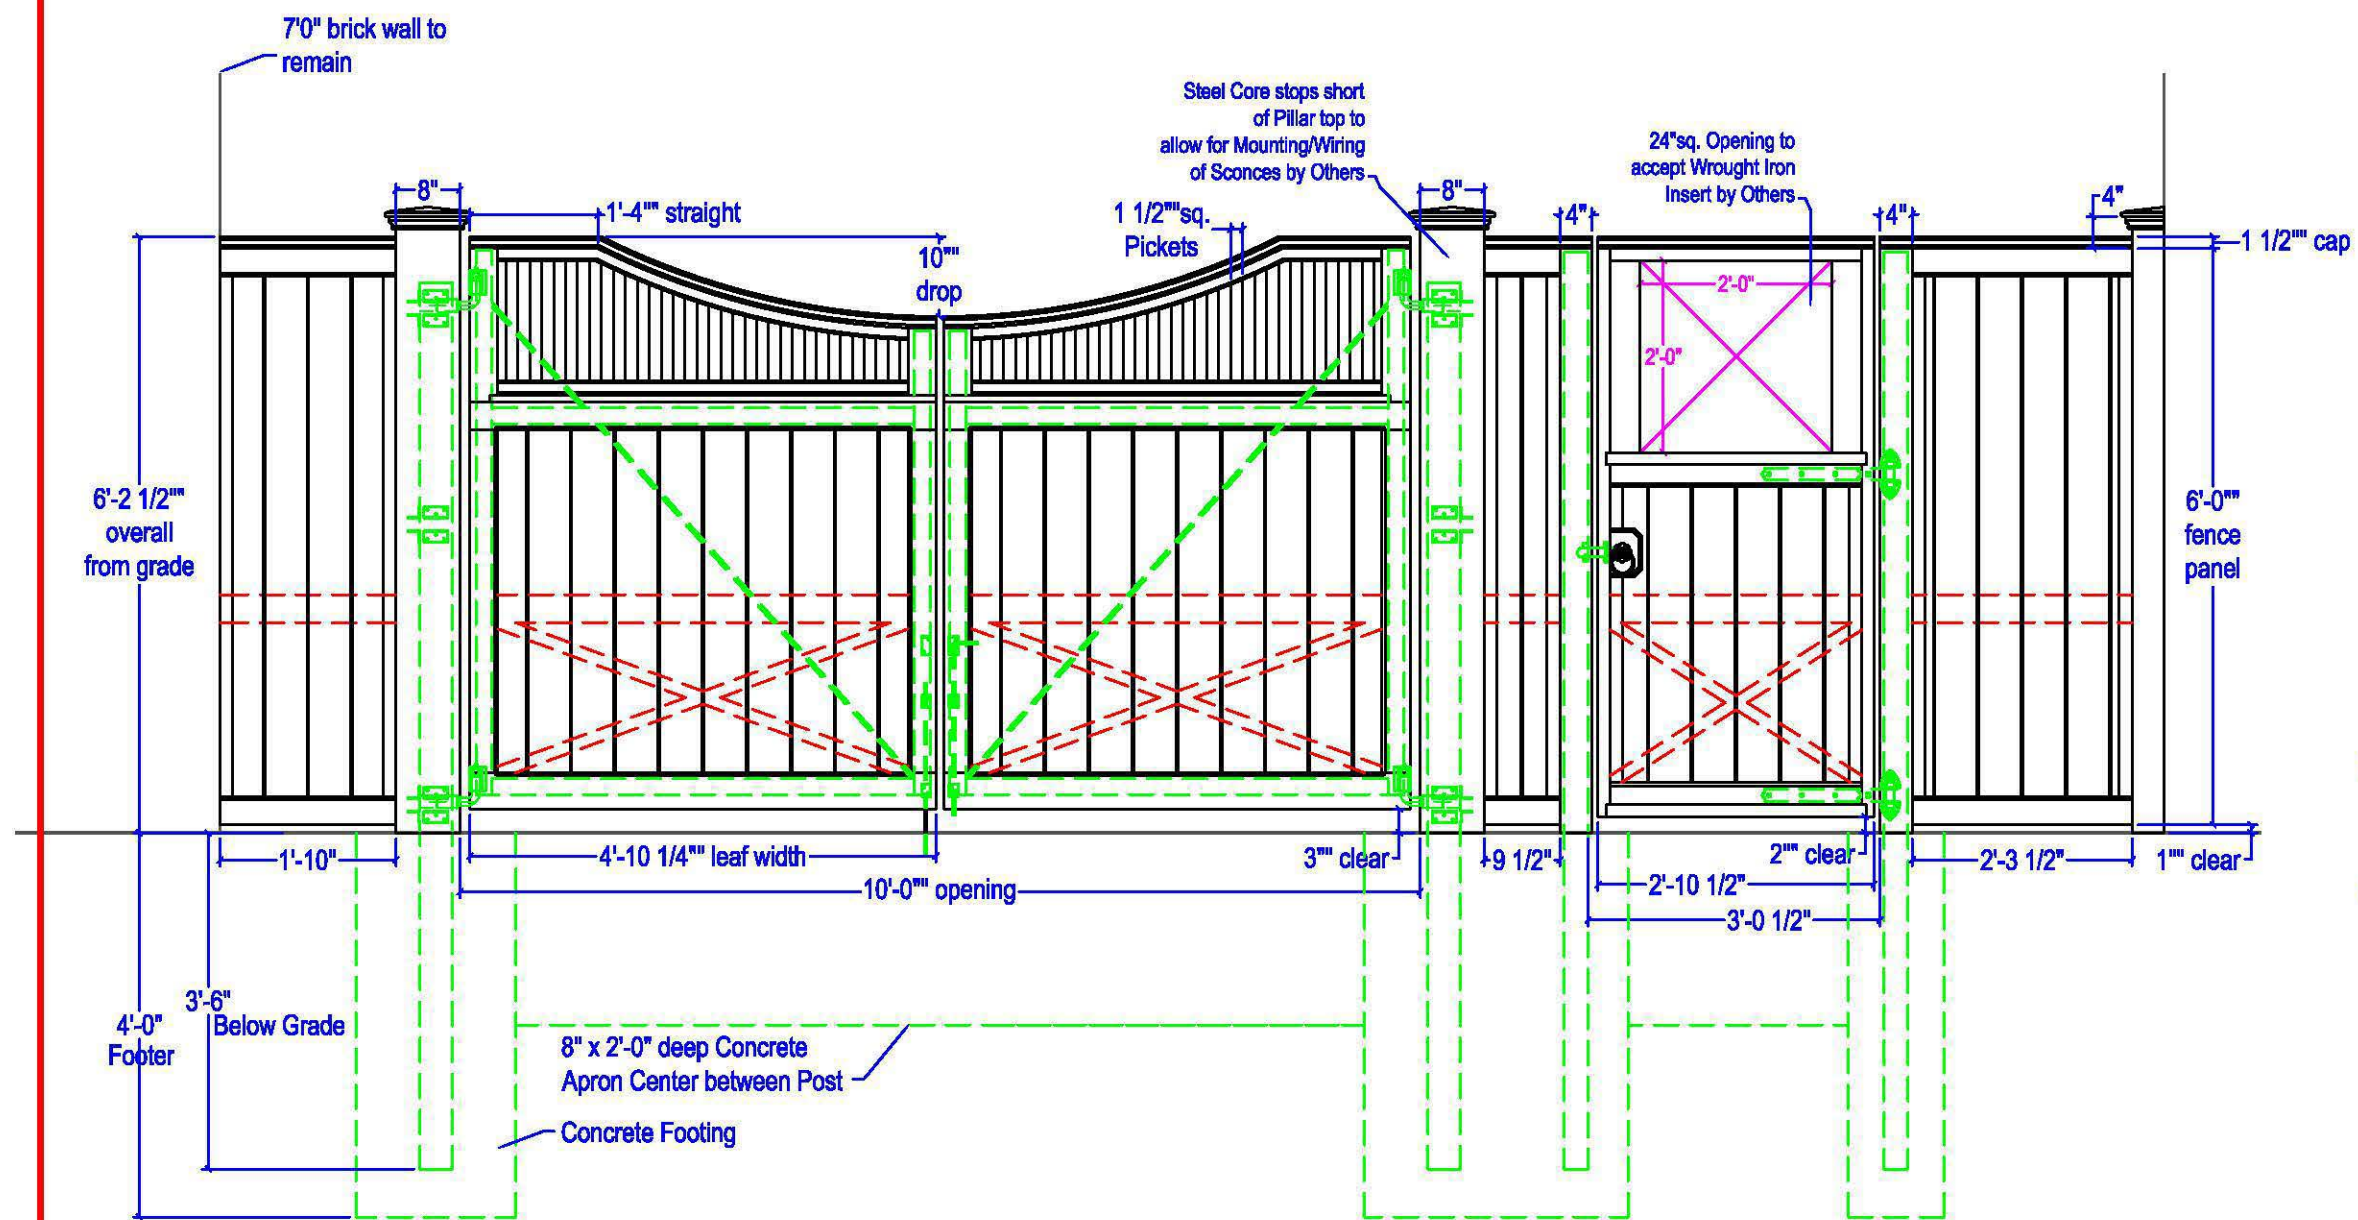 7'0" brick wall to
remain
Steel Core stops short
of Pillar top to
allow for Mounting/Wiring
of Sconces by Others
24"sq. Opening to
accept Wrought Iron
Insert by Others
8"
1'-4"" straight
10""
drop
1 1/2""sq.
Pickets
8"
4"
4"
4"
1 1/2"" cap
2'-0"
2'-0"
6'-2 1/2""
overall
from grade
6'-0""
fence
panel
1'-10"
4'-10 1/4"" leaf width
3"" clear
9 1/2"
2"" clear
2'-3 1/2"
1"" clear
10'-0"" opening
2'-10 1/2"
3'-0 1/2"
3'-6"
Below Grade
4'-0"
Footer
8" x 2'-0" deep Concrete
Apron Center between Post
Concrete Footing